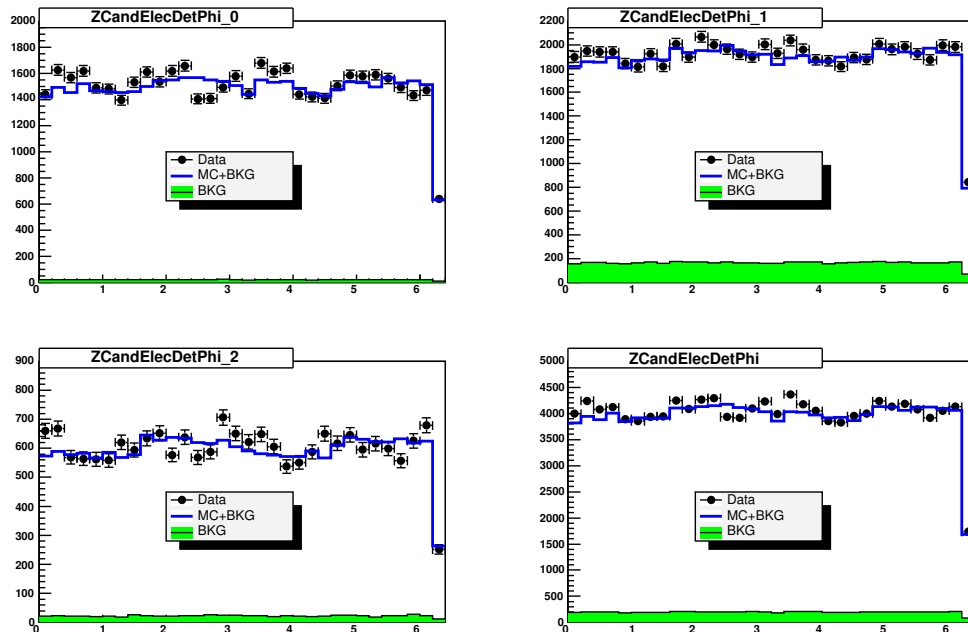 ZCandElecDetPhi_0
2000
1800
1600
1400
1200
1000
800
600
400
200
0
Data
MC+BKG
BKG
0 1 2 3 4 5 6
ZCandElecDetPhi_1
2200
2000
1800
1600
1400
1200
1000
800
600
400
200
0
Data
MC+BKG
BKG
0 1 2 3 4 5 6
ZCandElecDetPhi_2
900
800
700
600
500
400
300
200
100
0
Data
MC+BKG
BKG
0 1 2 3 4 5 6
ZCandElecDetPhi
5000
4500
4000
3500
3000
2500
2000
1500
1000
500
0
Data
MC+BKG
BKG
0 1 2 3 4 5 6